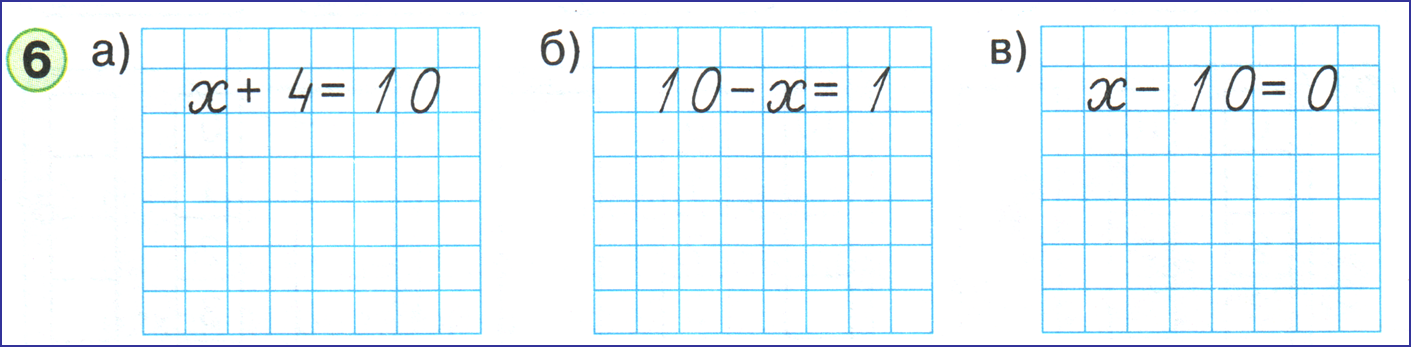 6 а) x + 4 = 10 б) 10 - x = 1 в) x - 10 = 0